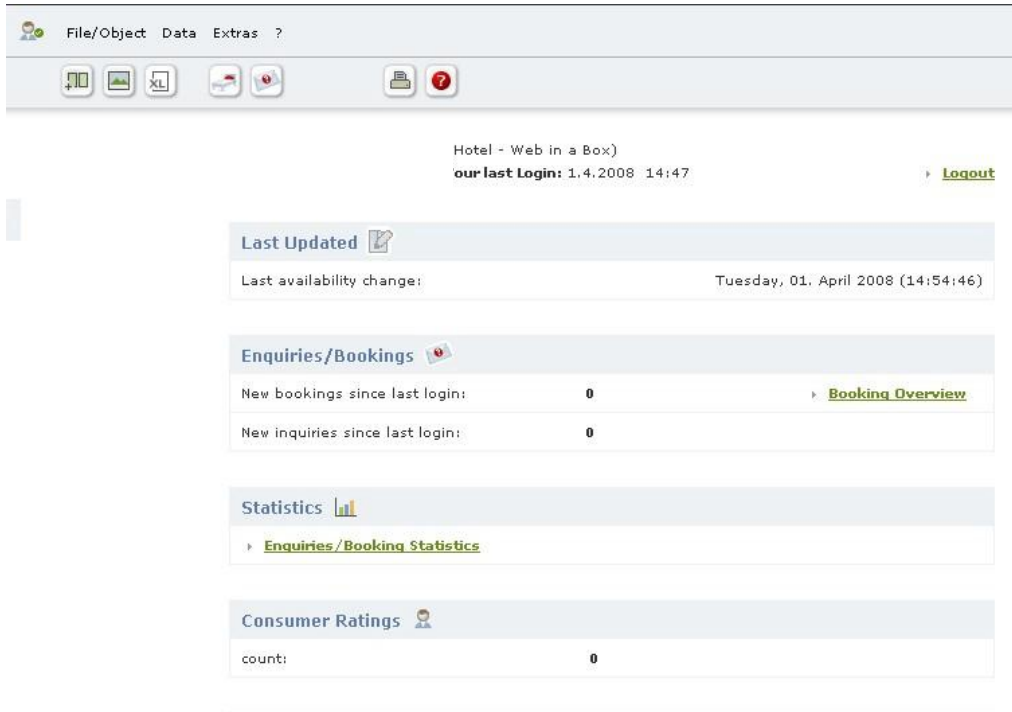 File/Object Data Extras ?
XL
Hotel - Web in a Box)
our last Login: 1.4.2008 14:47
Logout
Last Updated
Last availability change: Tuesday, 01. April 2008 (14:54:46)
Enquiries/Bookings
New bookings since last login: 0 Booking Overview
New inquiries since last login: 0
Statistics
Enquiries/Booking Statistics
Consumer Ratings
count: 0